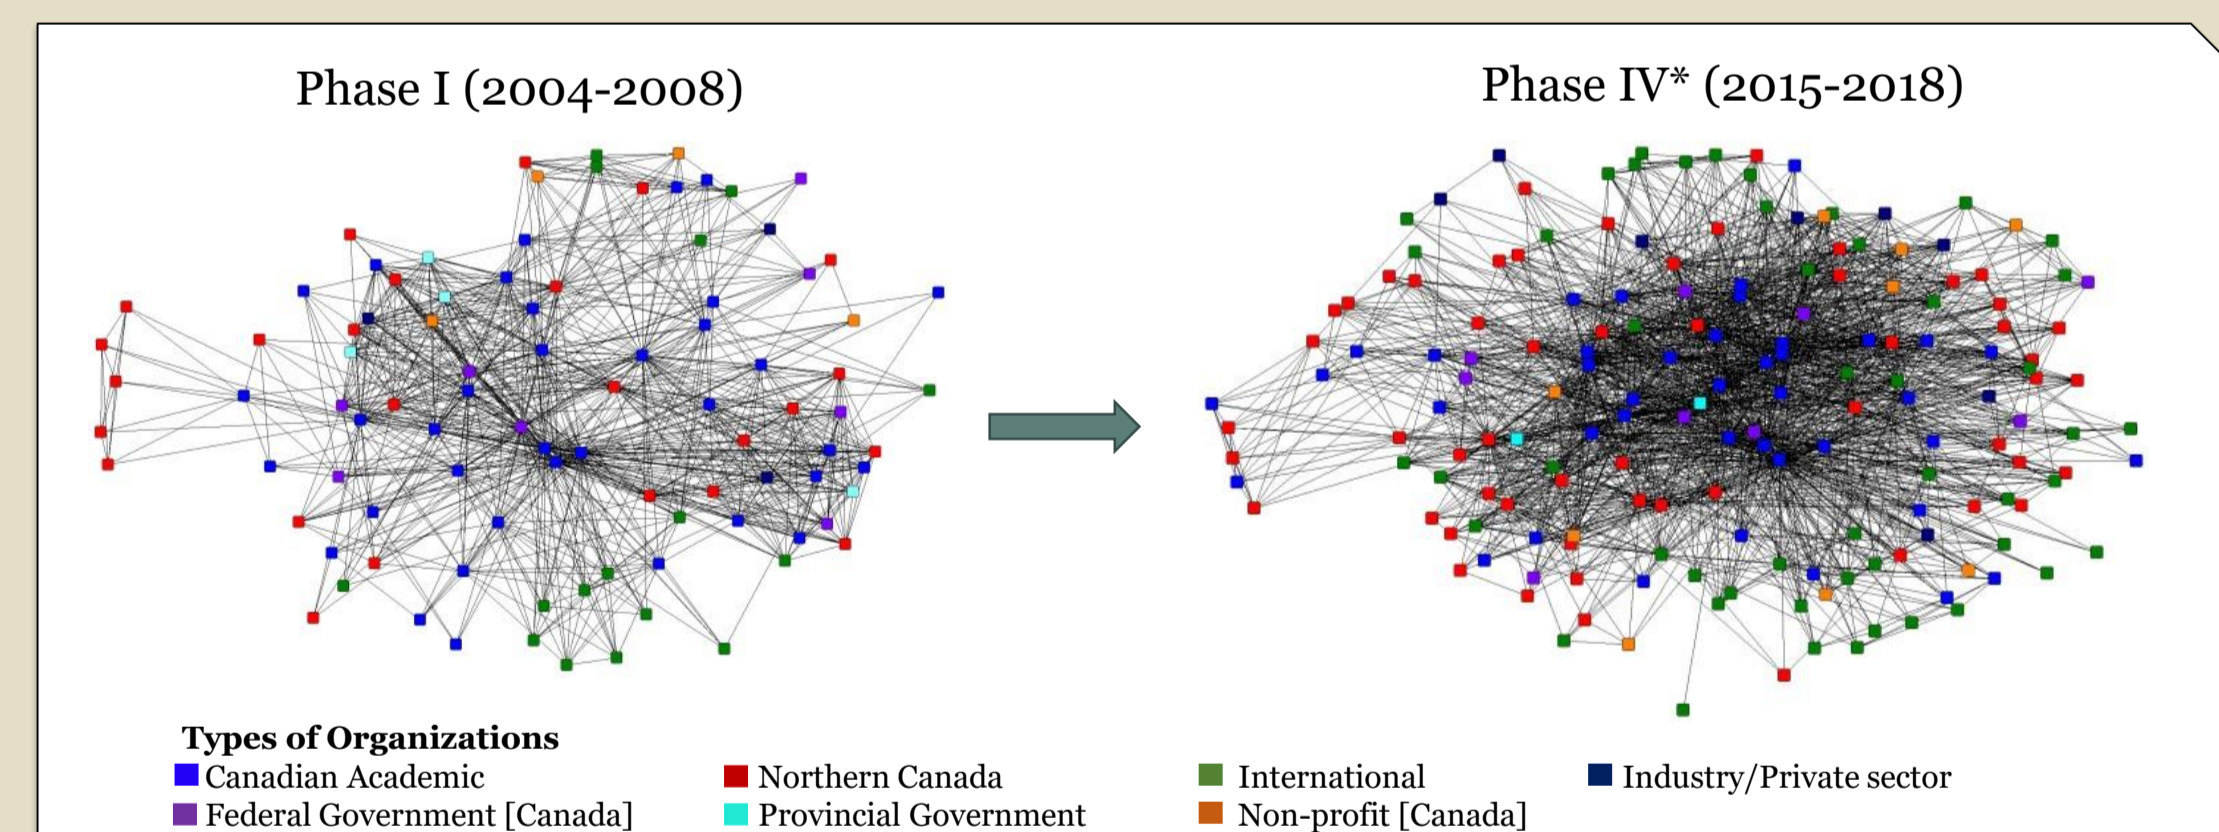 Phase I (2004-2008)
Phase IV* (2015-2018)
Types of Organizations
Canadian Academic
Northern Canada
International
Industry/Private sector
Federal Government [Canada]
Provincial Government
Non-profit [Canada]